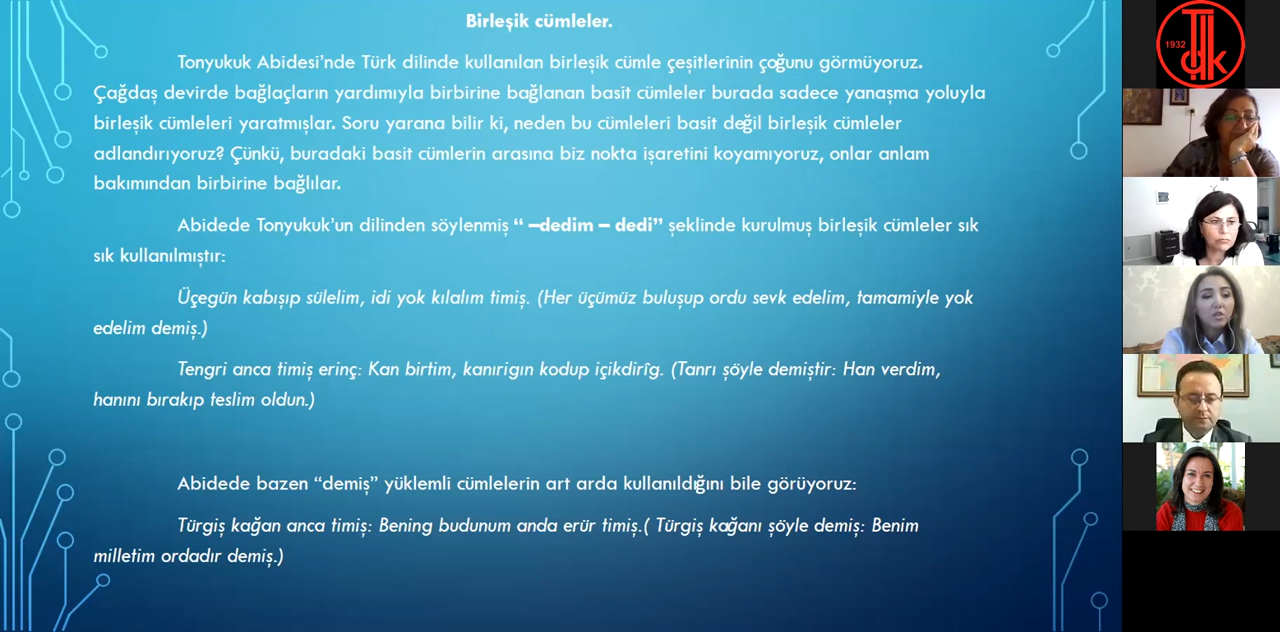 Birleşik cümleler.
Tonyukuk Abidesi’nde Türk dilinde kullanılan birleşik cümle çeşitlerinin çoğunu görmüyoruz.
Çağdaş devirde bağlaçların yardımıyla birbirine bağlanan basit cümleler burada sadece yanaşma yoluyla
birleşik cümleleri yaratmışlar. Soru yarana bilir ki, neden bu cümleleri basit değil birleşik cümleler
adlandırıyoruz? Çünkü, buradaki basit cümlerin arasına biz nokta işaretini koyamıyoruz, onlar anlam
bakımından birbirine bağlılar.
Abidede Tonyukuk’un dilinden söylenmiş “ –dedim – dedi” şeklinde kurulmuş birleşik cümleler sık
sık kullanılmıştır:
Üçegün kabışıp sülelim, idi yok kılalım timiş. (Her üçümüz buluşup ordu sevk edelim, tamamiyle yok
edelim demiş.)
Tengri anca timiş erinç: Kan birtim, kanırigın kodup içikdirîg. (Tanrı şöyle demiştir: Han verdim,
hanını bırakıp teslim oldun.)
Abidede bazen “demiş” yüklemli cümlelerin art arda kullanıldığını bile görüyoruz:
Türgiş kağan anca timiş: Bening budunum anda erür timiş.( Türgiş kağanı şöyle demiş: Benim
milletim ordadır demiş.)
1932